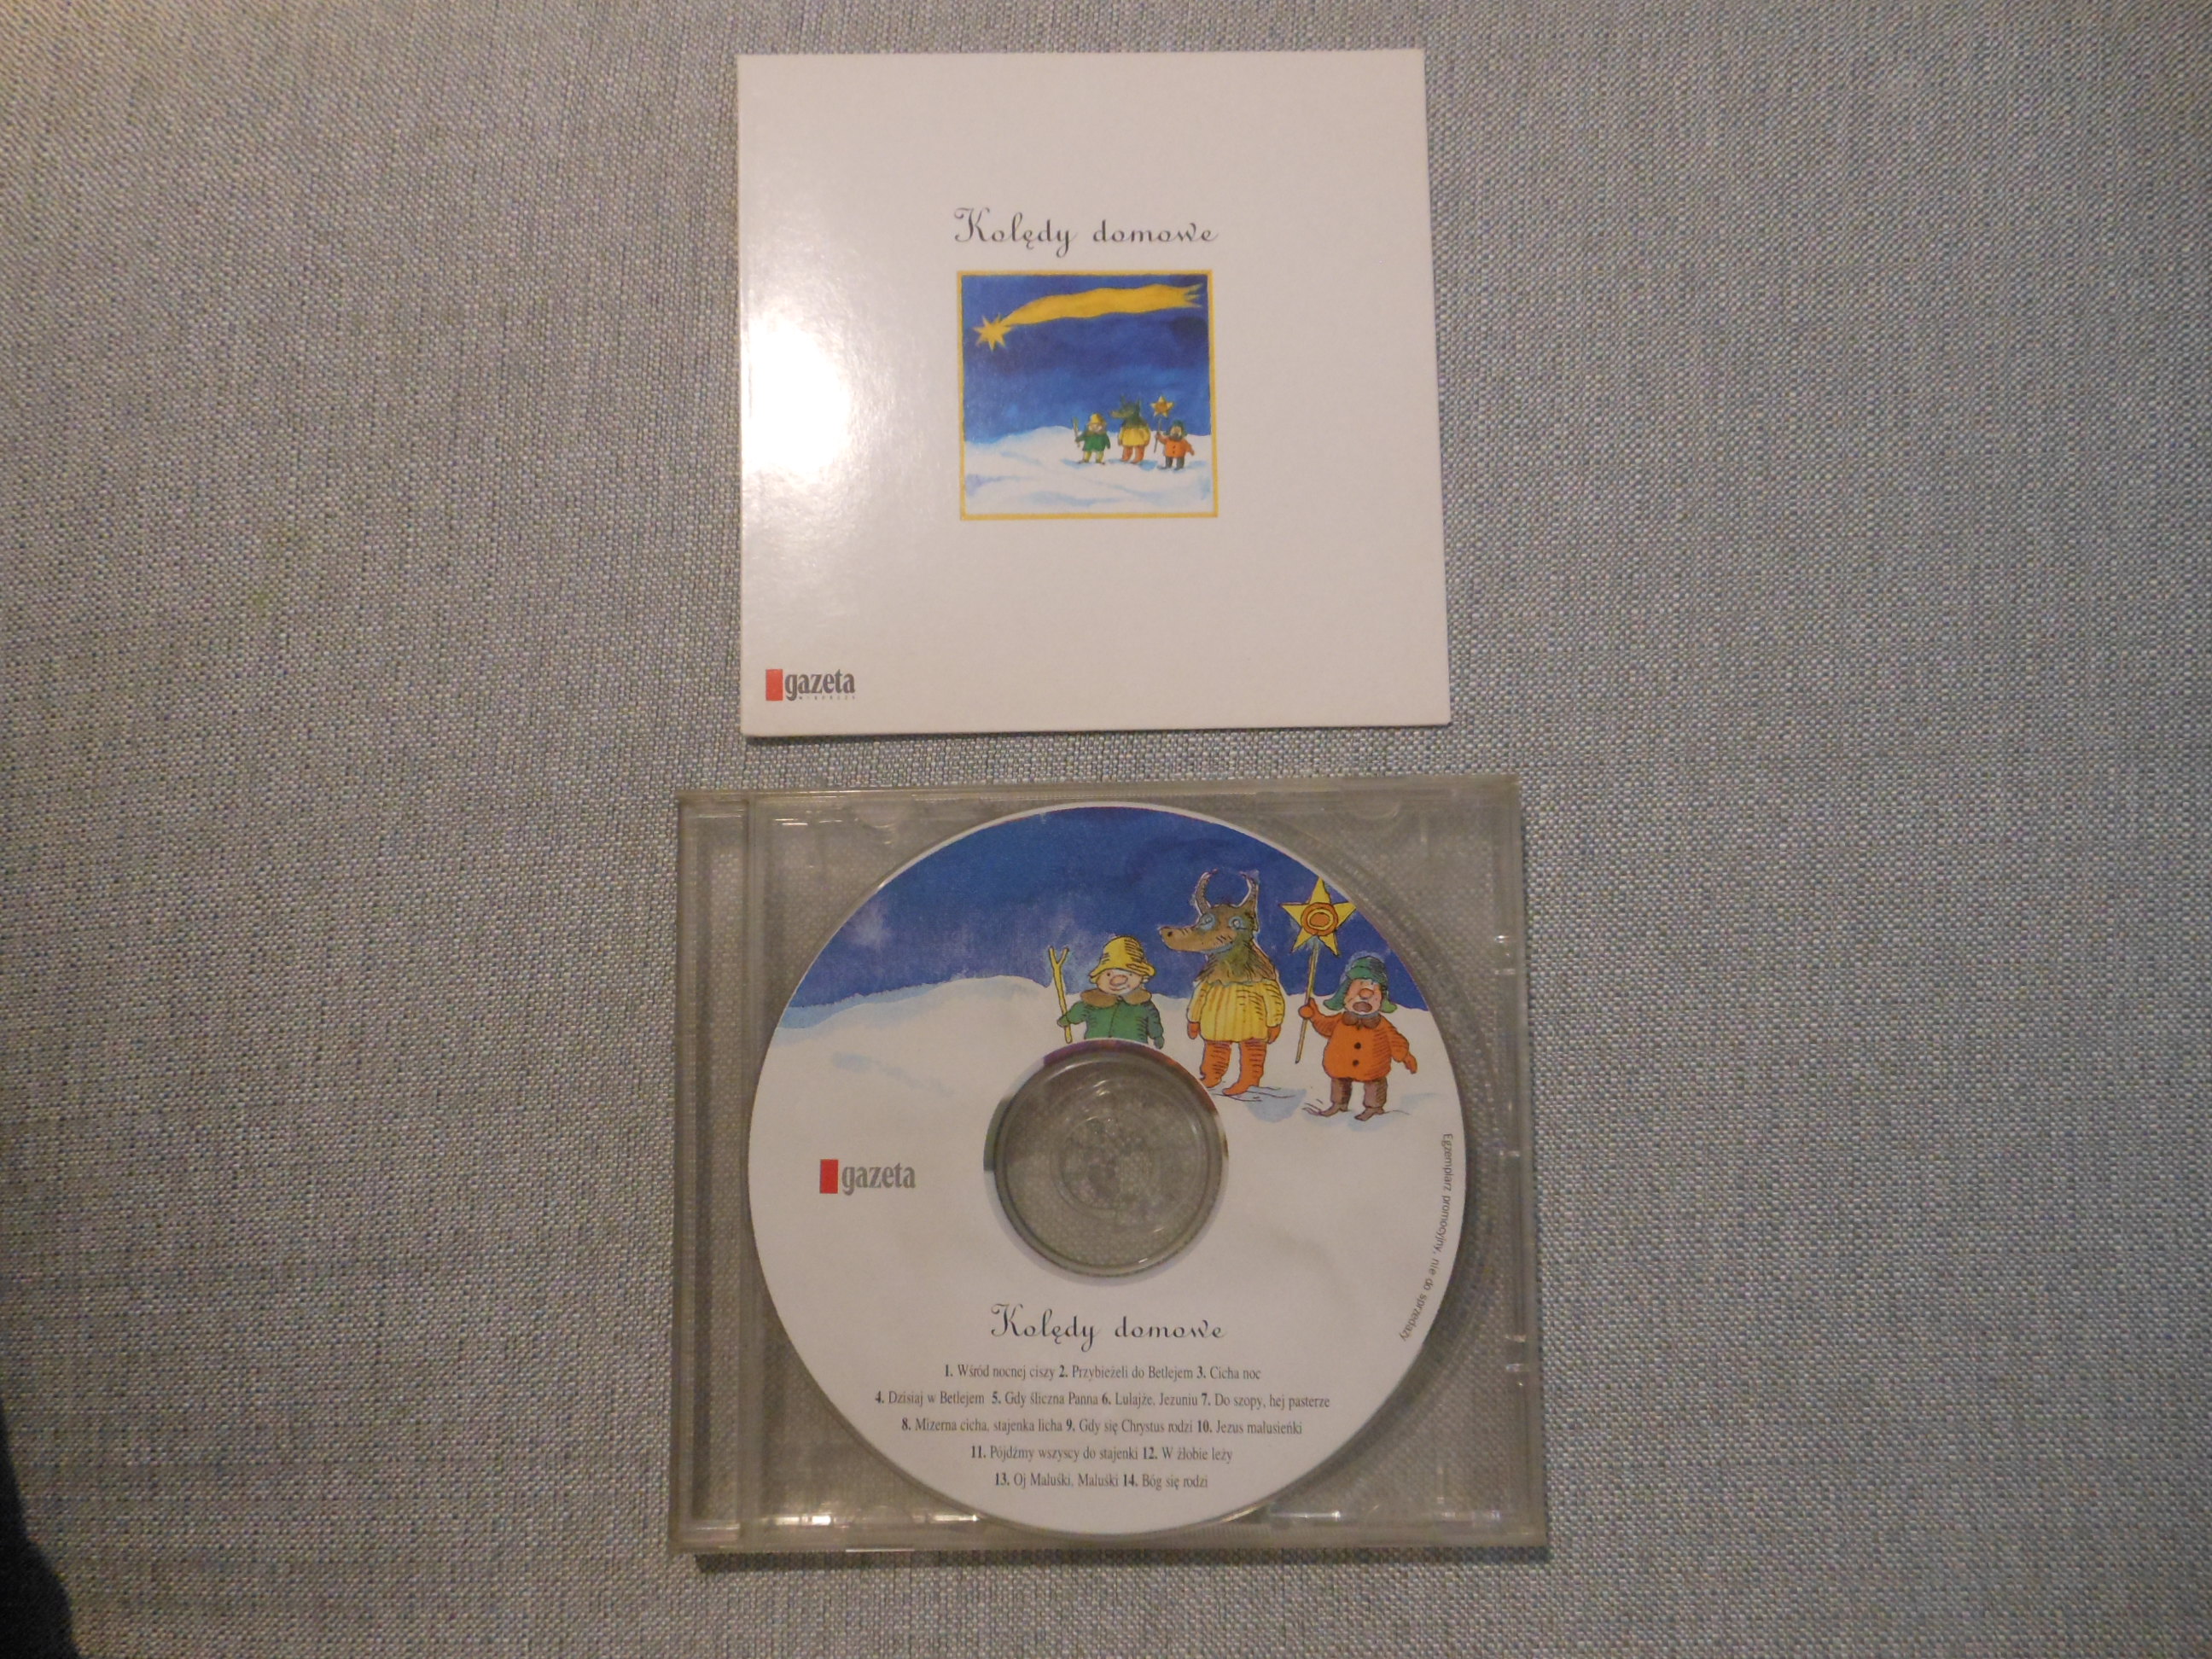 Kolędy domowe
gazeta
gazeta
Egzemplarz promocyjny, nie do sprzedaży
Kolędy domowe
1. Wśród nocnej ciszy 2. Przybieżeli do Betlejem 3. Cicha noc
4. Dzisiaj w Betlejem 5. Gdy śliczna Panna 6. Lulajże, Jezuniu 7. Do szopy, hej pasterze
8. Mizerna cicha, stajenka licha 9. Gdy się Chrystus rodzi 10. Jezus malusieńki
11. Pójdźmy wszyscy do stajenki 12. W żłobie leży
13. Oj Maluśki, Maluśki 14. Bóg się rodzi